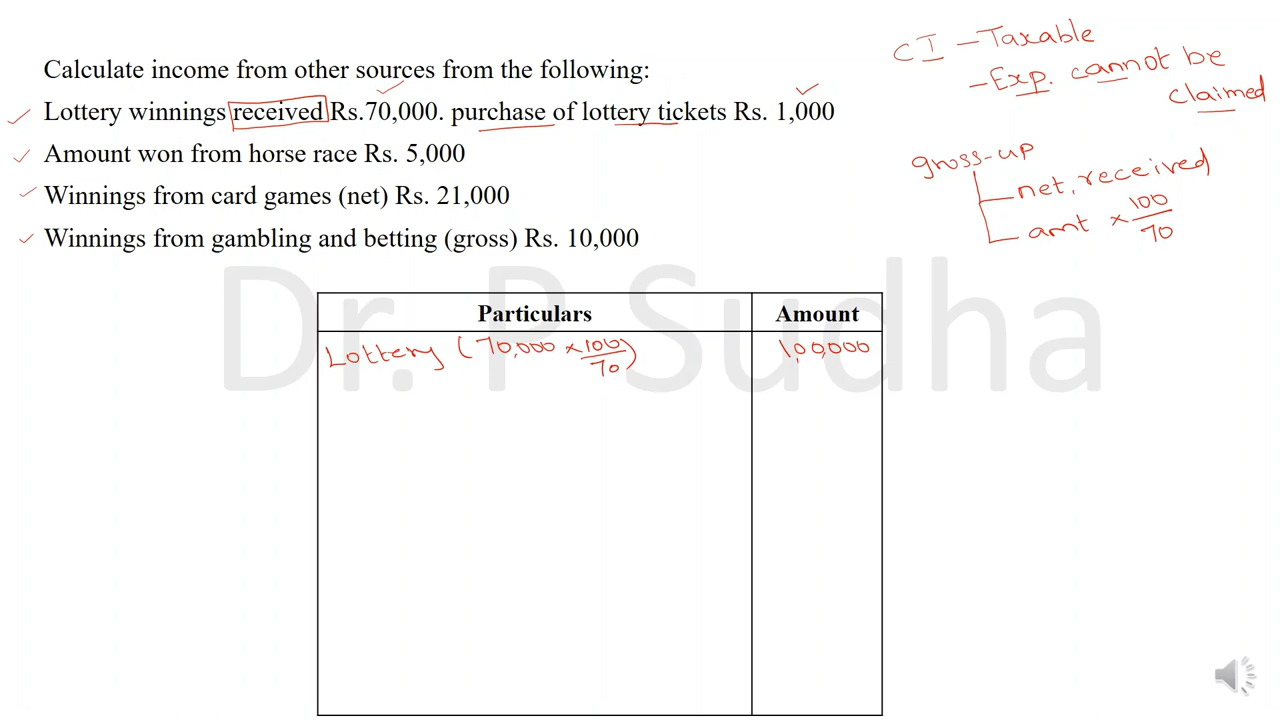 Calculate income from other sources from the following:
Lottery winnings received Rs.70,000. purchase of lottery tickets Rs. 1,000
Amount won from horse race Rs. 5,000
Winnings from card games (net) Rs. 21,000
Winnings from gambling and betting (gross) Rs. 10,000
CI - Taxable
- Exp. cannot be
claimed
gross-up
net, received
amt × 100/70
Dr. P Sudha
Particulars Amount
Lottery (70,000 × 100/70) 1,00,000